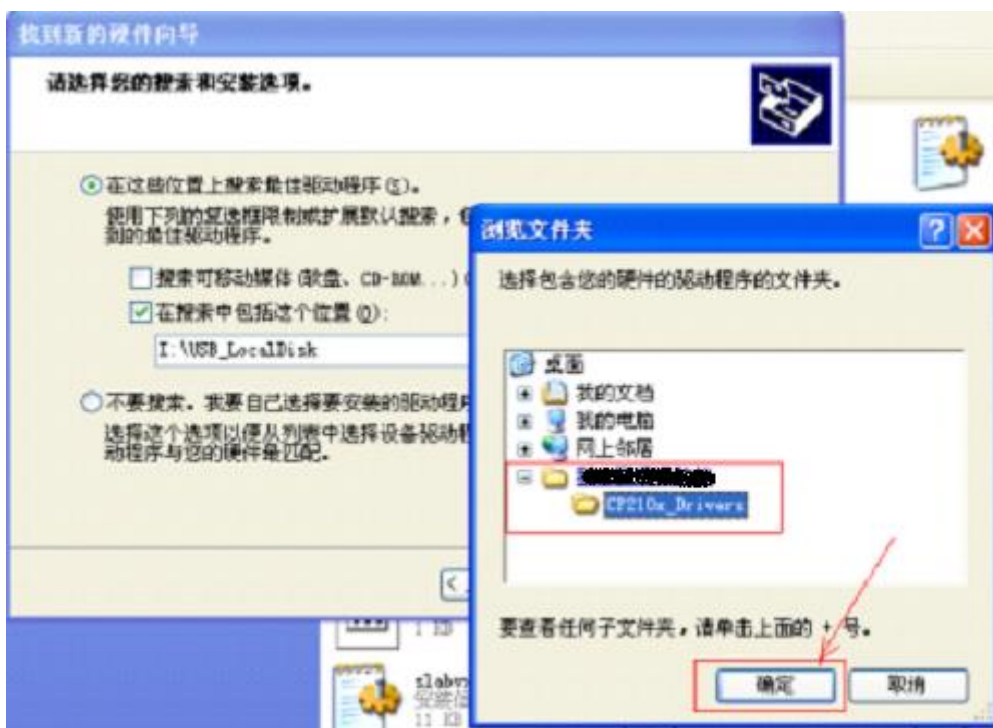 找到新的硬件向导
请选择您的搜索和安装选项。
在这些位置上搜索最佳驱动程序(S)。
使用下列的复选框限制或扩展默认搜索，
到的最佳驱动程序。
搜索可移动媒体(软盘、CD-ROM...)
在搜索中包括这个位置(O):
I:\USB_LocalDisk
不要搜索。我要自己选择要安装的驱动程序
选择这个选项以便从列表中选择设备驱动程
动程序与您的硬件最匹配。
<
浏览文件夹
选择包含您的硬件的驱动程序的文件夹。
桌面
我的文档
我的电脑
网上邻居
CP210x_Drivers
要查看任何子文件夹，请单击上面的 + 号。
确定
取消
1 KB
slabv
安装信
11 KB